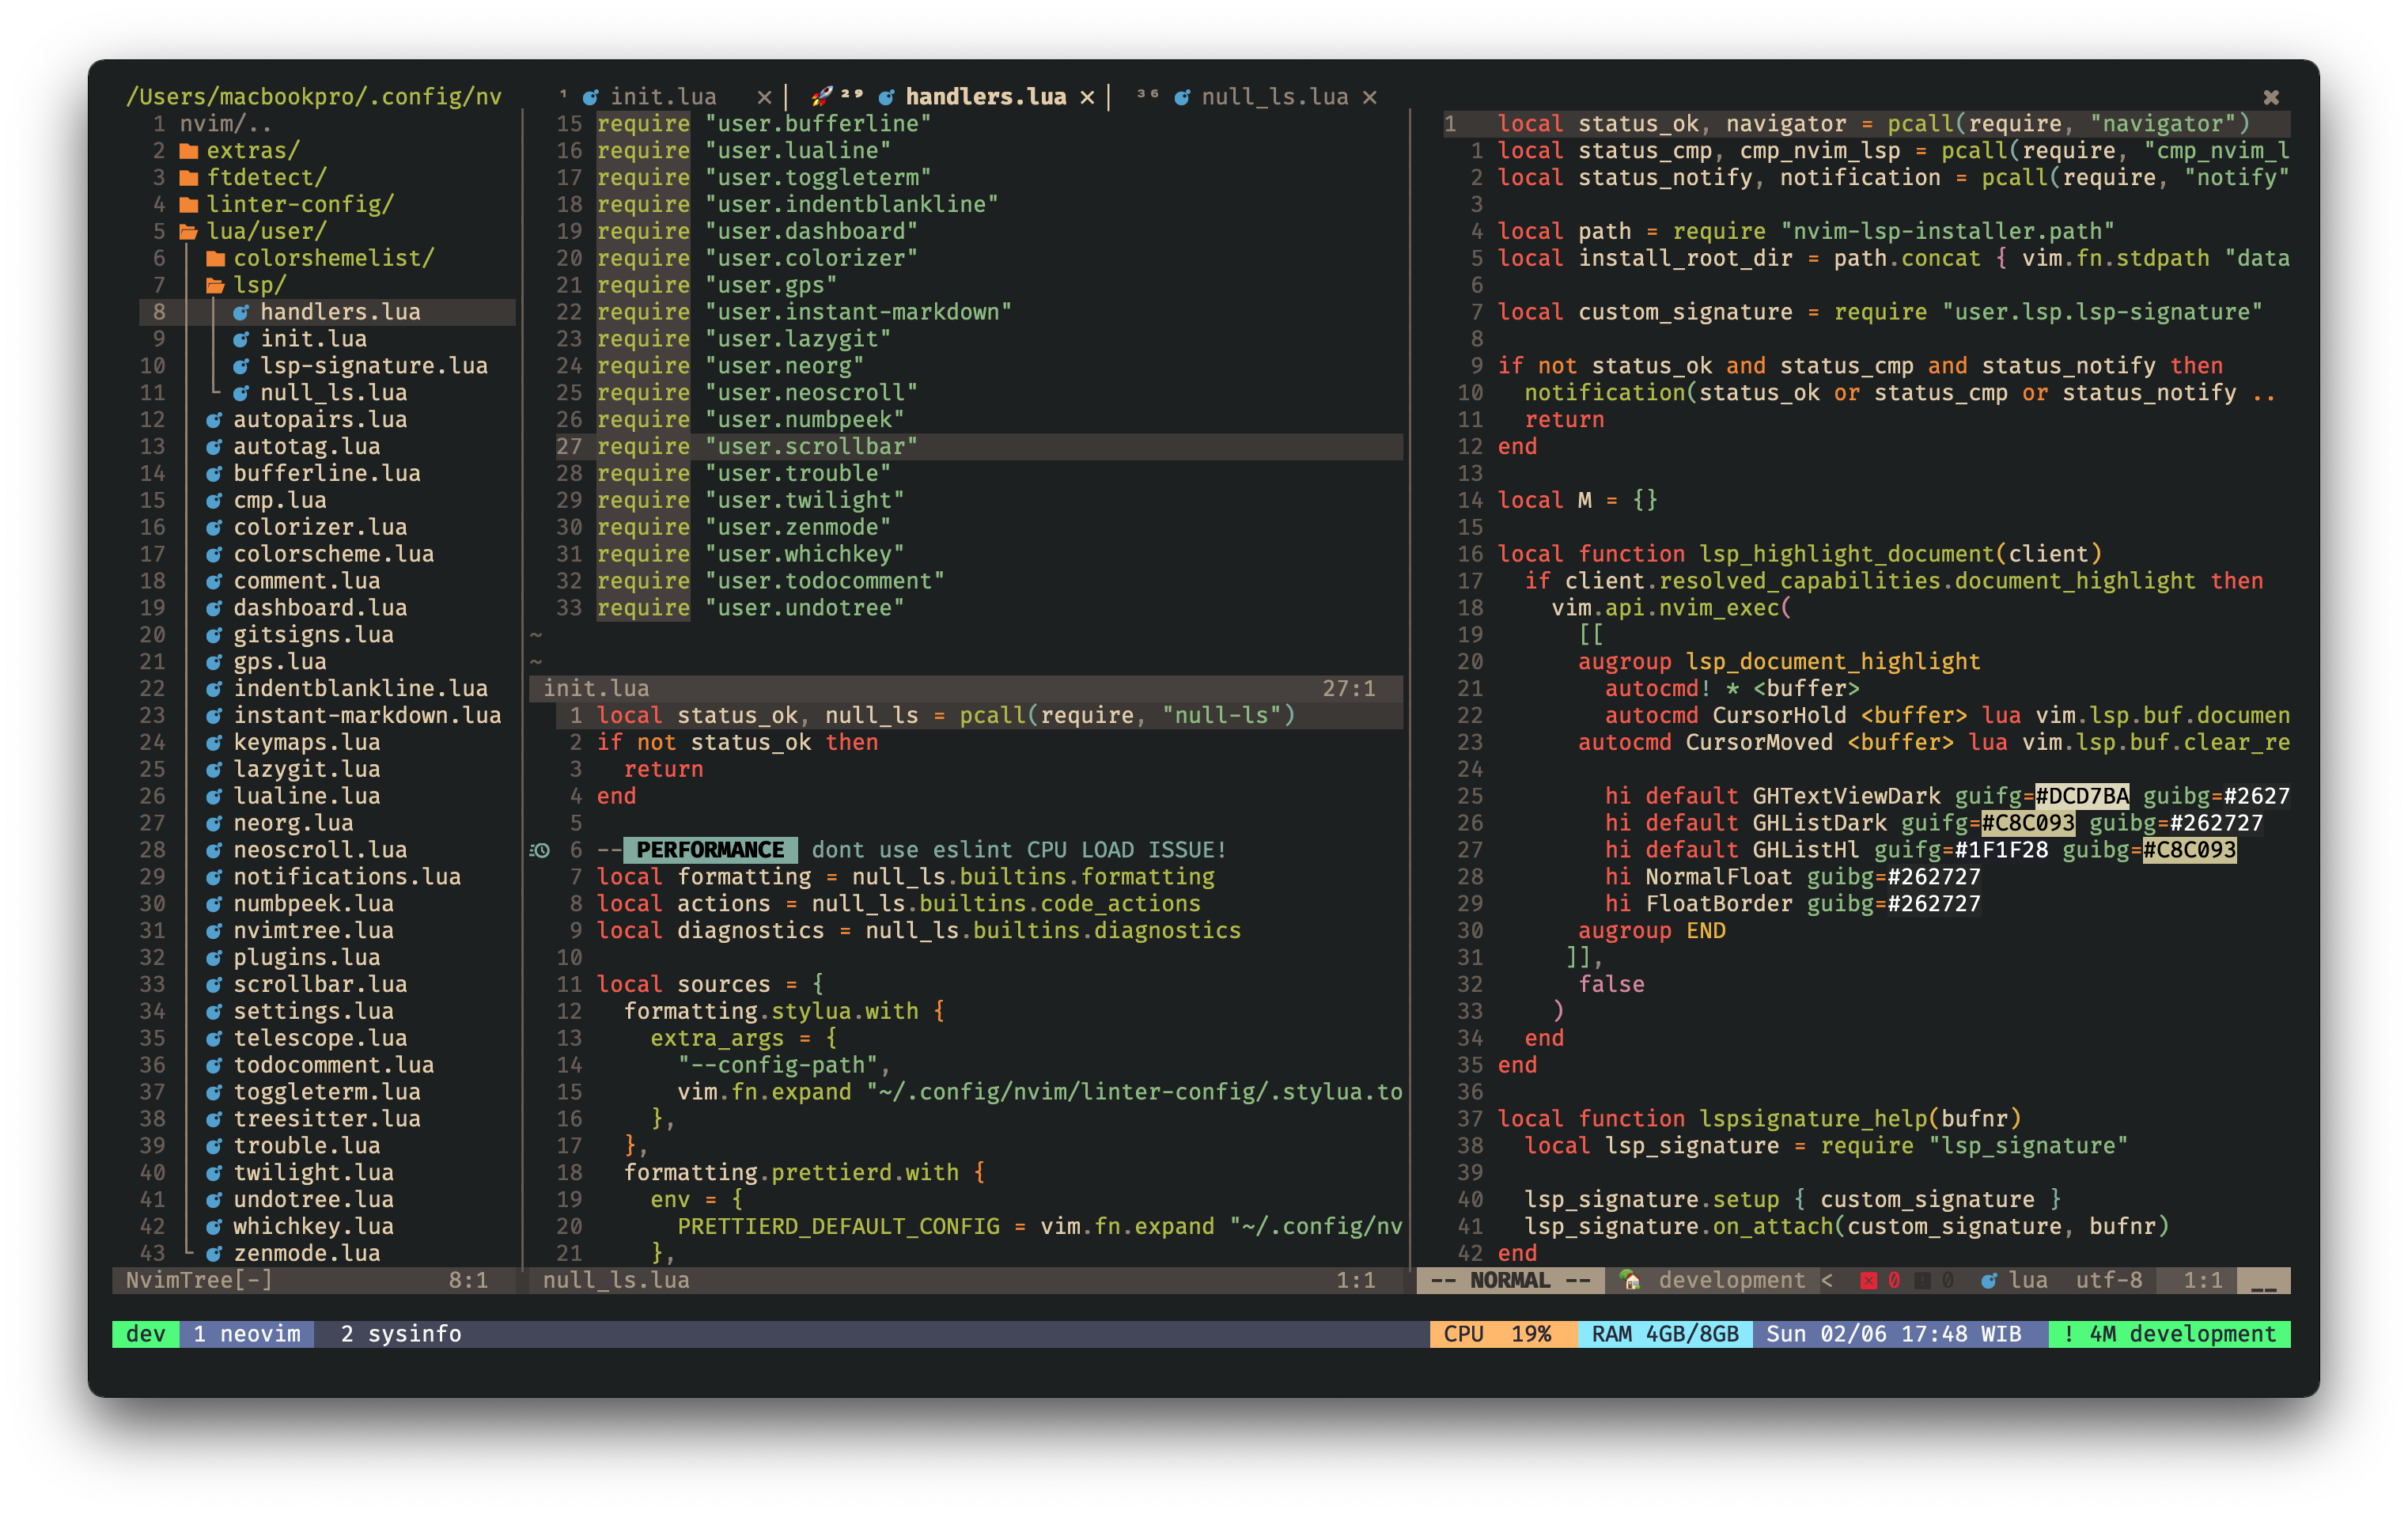 /Users/macbookpro/.config/nv
1 nvim/..
2 extras/
3 ftdetect/
4 linter-config/
5 lua/user/
6 colorshemelist/
7 lsp/
8 handlers.lua
9 init.lua
10 lsp-signature.lua
11 null_ls.lua
12 autopairs.lua
13 autotag.lua
14 bufferline.lua
15 cmp.lua
16 colorizer.lua
17 colorscheme.lua
18 comment.lua
19 dashboard.lua
20 gitsigns.lua
21 gps.lua
22 indentblankline.lua
23 instant-markdown.lua
24 keymaps.lua
25 lazygit.lua
26 lualine.lua
27 neorg.lua
28 neoscroll.lua
29 notifications.lua
30 numbpeek.lua
31 nvimtree.lua
32 plugins.lua
33 scrollbar.lua
34 settings.lua
35 telescope.lua
36 todocomment.lua
37 toggleterm.lua
38 treesitter.lua
39 trouble.lua
40 twilight.lua
41 undotree.lua
42 whichkey.lua
43 zenmode.lua
NvimTree[-] 8:1
¹ init.lua × | ²⁹ handlers.lua × | ³⁶ null_ls.lua ×
15 require "user.bufferline"
16 require "user.lualine"
17 require "user.toggleterm"
18 require "user.indentblankline"
19 require "user.dashboard"
20 require "user.colorizer"
21 require "user.gps"
22 require "user.instant-markdown"
23 require "user.lazygit"
24 require "user.neorg"
25 require "user.neoscroll"
26 require "user.numbpeek"
27 require "user.scrollbar"
28 require "user.trouble"
29 require "user.twilight"
30 require "user.zenmode"
31 require "user.whichkey"
32 require "user.todocomment"
33 require "user.undotree"
~
~
init.lua 27:1
1 local status_ok, null_ls = pcall(require, "null-ls")
2 if not status_ok then
3 return
4 end
5
6 -- PERFORMANCE dont use eslint CPU LOAD ISSUE!
7 local formatting = null_ls.builtins.formatting
8 local actions = null_ls.builtins.code_actions
9 local diagnostics = null_ls.builtins.diagnostics
10
11 local sources = {
12 formatting.stylua.with {
13 extra_args = {
14 "--config-path",
15 vim.fn.expand "~/.config/nvim/linter-config/.stylua.to
16 },
17 },
18 formatting.prettierd.with {
19 env = {
20 PRETTIERD_DEFAULT_CONFIG = vim.fn.expand "~/.config/nv
21 },
null_ls.lua 1:1
1 local status_ok, navigator = pcall(require, "navigator")
1 local status_cmp, cmp_nvim_lsp = pcall(require, "cmp_nvim_l
2 local status_notify, notification = pcall(require, "notify"
3
4 local path = require "nvim-lsp-installer.path"
5 local install_root_dir = path.concat { vim.fn.stdpath "data
6
7 local custom_signature = require "user.lsp.lsp-signature"
8
9 if not status_ok and status_cmp and status_notify then
10 notification(status_ok or status_cmp or status_notify ..
11 return
12 end
13
14 local M = {}
15
16 local function lsp_highlight_document(client)
17 if client.resolved_capabilities.document_highlight then
18 vim.api.nvim_exec(
19 [[
20 augroup lsp_document_highlight
21 autocmd! * <buffer>
22 autocmd CursorHold <buffer> lua vim.lsp.buf.documen
23 autocmd CursorMoved <buffer> lua vim.lsp.buf.clear_re
24
25 hi default GHTextViewDark guifg=#DCD7BA guibg=#2627
26 hi default GHListDark guifg=#C8C093 guibg=#262727
27 hi default GHListHl guifg=#1F1F28 guibg=#C8C093
28 hi NormalFloat guibg=#262727
29 hi FloatBorder guibg=#262727
30 augroup END
31 ]],
32 false
33 )
34 end
35 end
36
37 local function lspsignature_help(bufnr)
38 local lsp_signature = require "lsp_signature"
39
40 lsp_signature.setup { custom_signature }
41 lsp_signature.on_attach(custom_signature, bufnr)
42 end
-- NORMAL -- development < 0 0 lua utf-8 1:1 __
dev 1 neovim 2 sysinfo CPU 19% RAM 4GB/8GB Sun 02/06 17:48 WIB ! 4M development